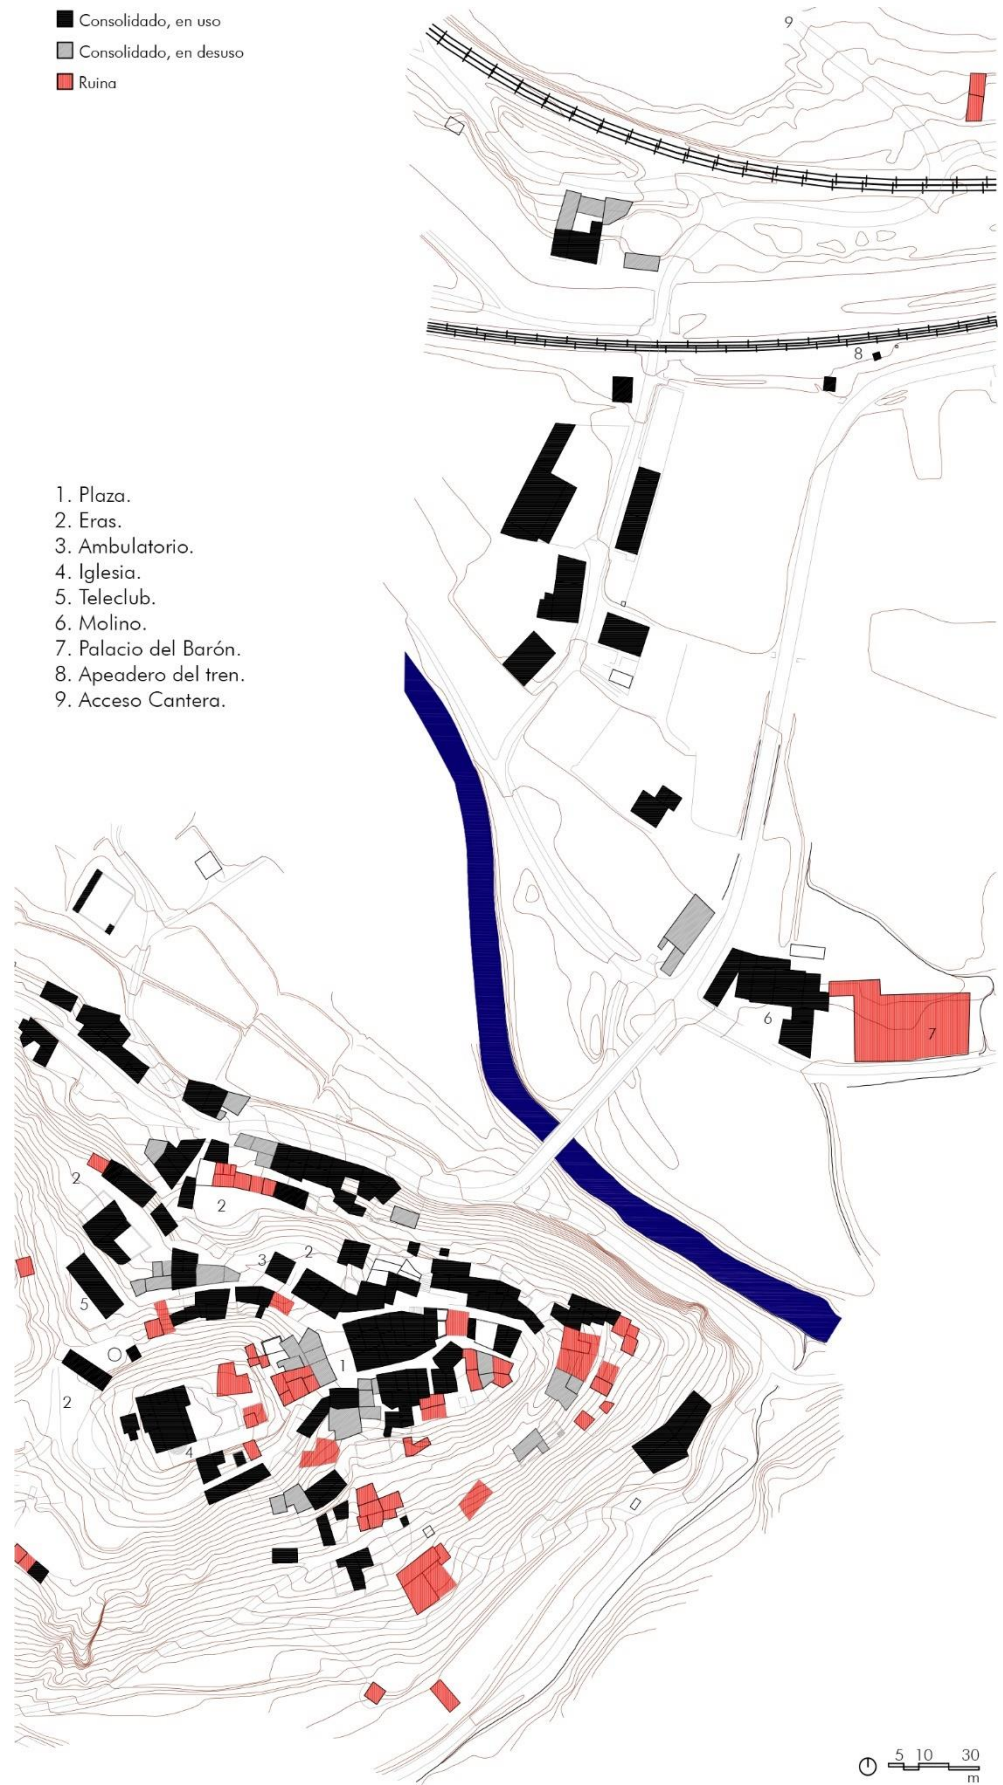 Consolidado, en uso
Consolidado, en desuso
Ruina
9
8
1. Plaza.
2. Eras.
3. Ambulatorio.
4. Iglesia.
5. Teleclub.
6. Molino.
7. Palacio del Barón.
8. Apeadero del tren.
9. Acceso Cantera.
6
7
2
2
3
2
5
1
2
4
5 10 30
m